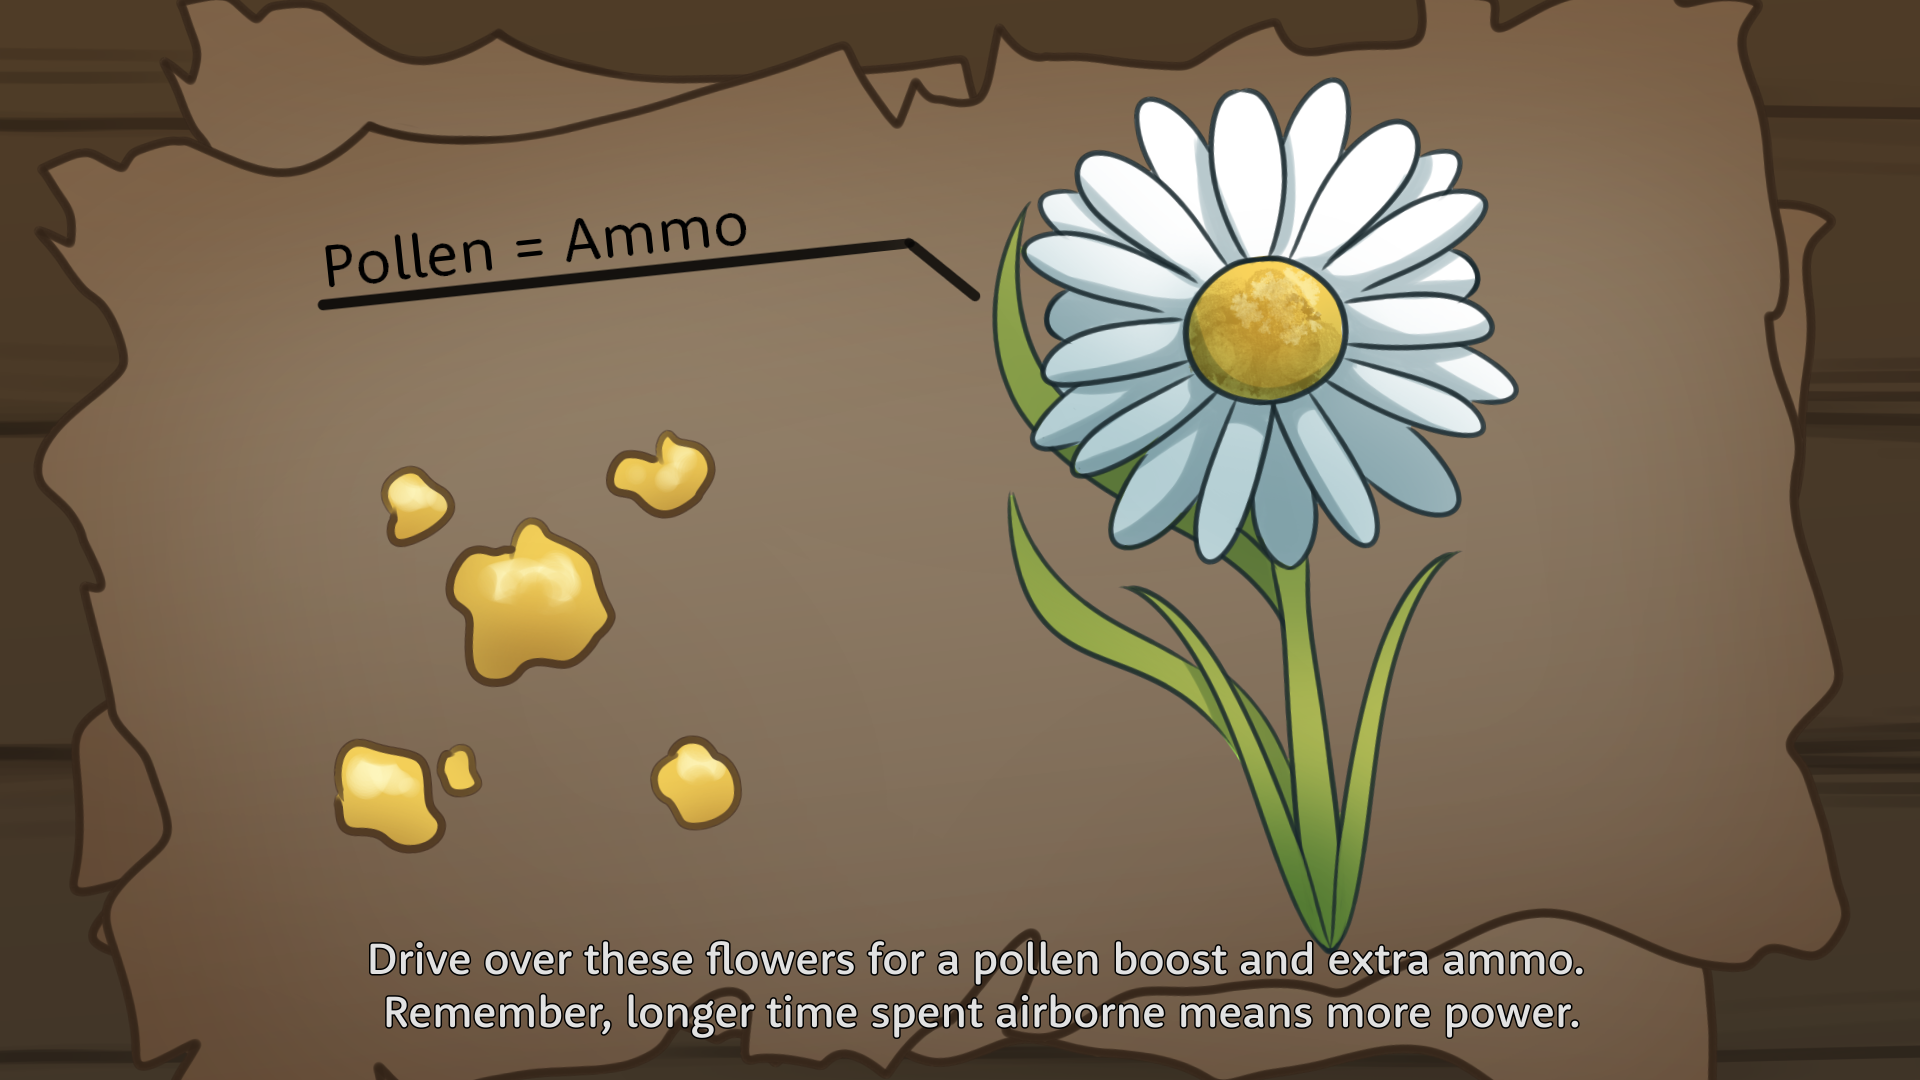 Pollen = Ammo
Drive over these flowers for a pollen boost and extra ammo.
Remember, longer time spent airborne means more power.